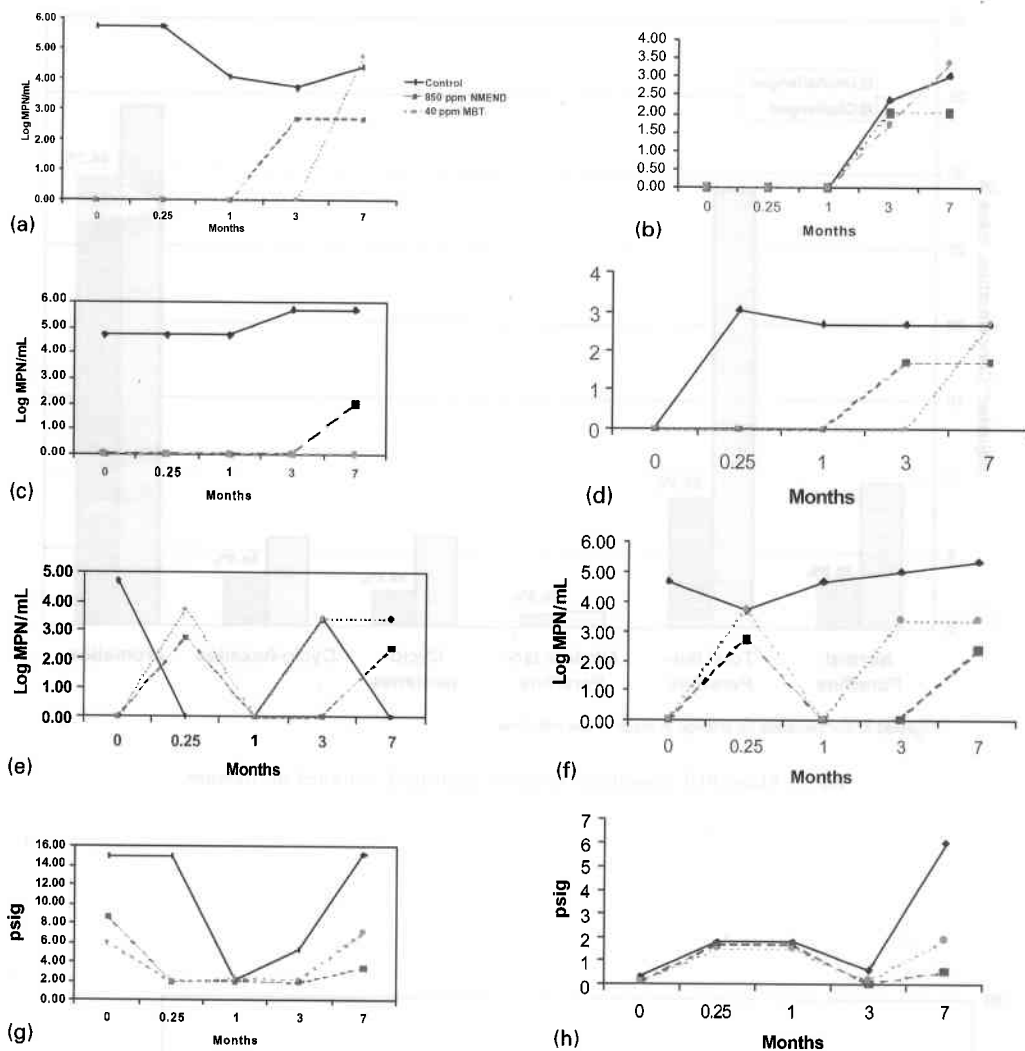 6.00
5.00
4.00
3.00
2.00
1.00
0.00
Log MPN/mL
0 0.25 1 3 7
Months
Control
850 ppm NMEND
40 ppm MBT
(a)
4.00
3.50
3.00
2.50
2.00
1.50
1.00
0.50
0.00
0 0.25 1 3 7
Months
(b)
6.00
5.00
4.00
3.00
2.00
1.00
0.00
Log MPN/mL
0 0.25 1 3 7
Months
(c)
4
3
2
1
0
0 0.25 1 3 7
Months
(d)
5.00
4.00
3.00
2.00
1.00
0.00
Log MPN/mL
0 0.25 1 3 7
Months
(e)
6.00
5.00
4.00
3.00
2.00
1.00
0.00
Log MPN/mL
0 0.25 1 3 7
Months
(f)
16.00
14.00
12.00
10.00
8.00
6.00
4.00
2.00
0.00
psig
0 0.25 1 3 7
Months
(g)
7
6
5
4
3
2
1
0
psig
0 0.25 1 3 7
Months
(h)